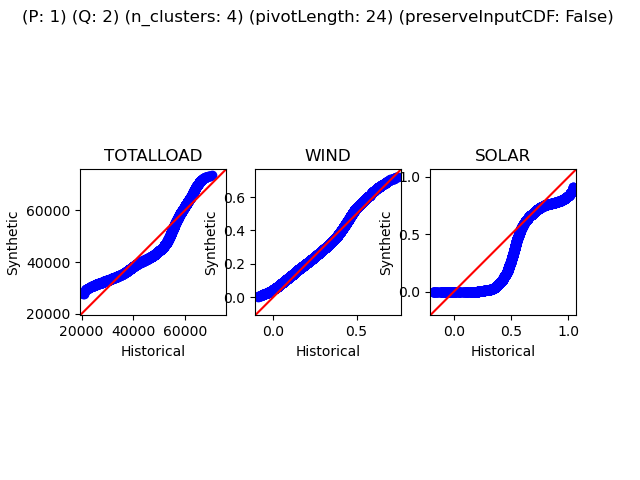 (P: 1) (Q: 2) (n_clusters: 4) (pivotLength: 24) (preserveInputCDF: False)
TOTALLOAD
WIND
SOLAR
Synthetic
60000
40000
20000
20000 40000 60000
Historical
Synthetic
0.6
0.4
0.2
0.0
0.0 0.5
Historical
Synthetic
1.0
0.5
0.0
0.0 0.5 1.0
Historical